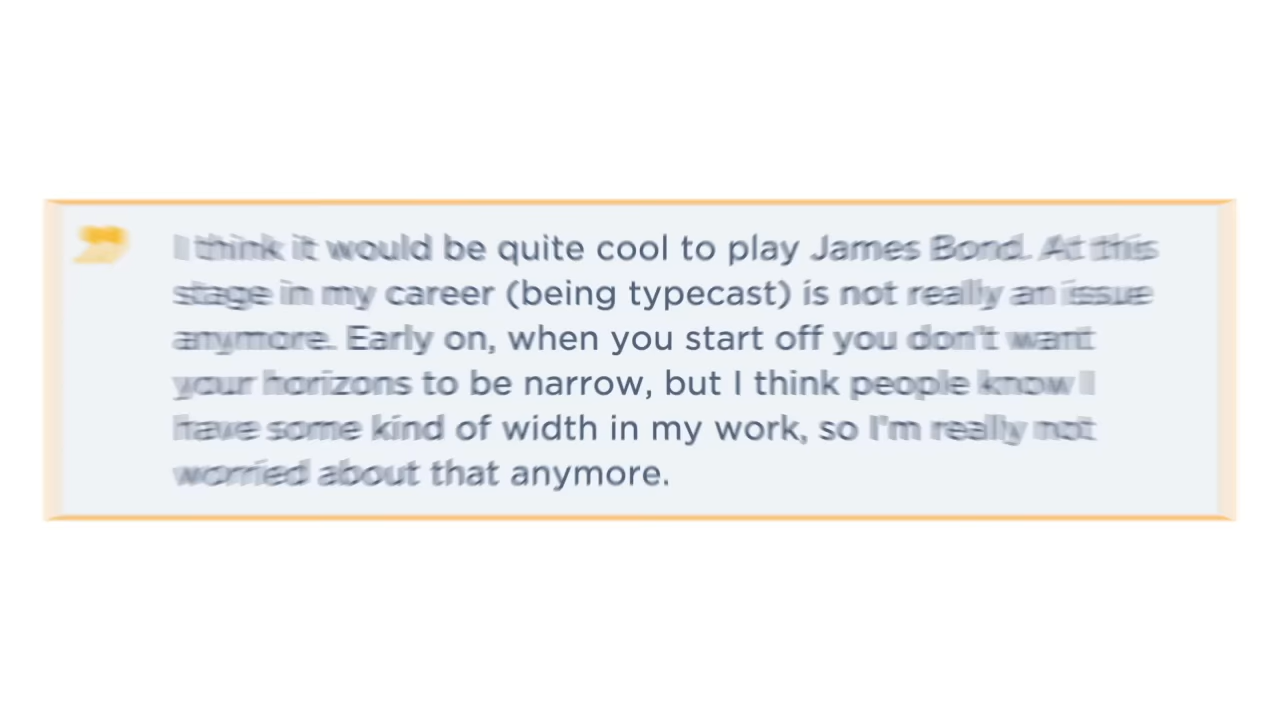 I think it would be quite cool to play James Bond. At this
stage in my career (being typecast) is not really an issue
anymore. Early on, when you start off you don't want
your horizons to be narrow, but I think people know I
have some kind of width in my work, so I'm really not
worried about that anymore.